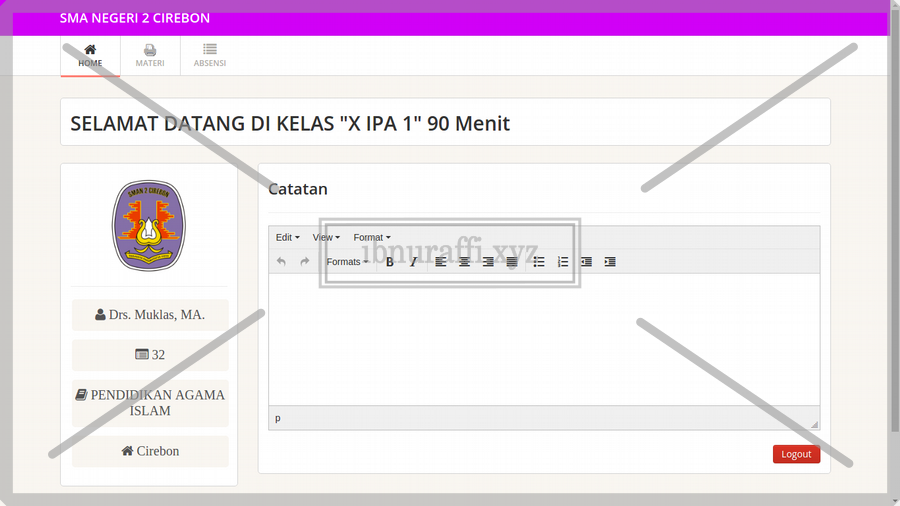 SMA NEGERI 2 CIREBON
HOME
MATERI
ABSENSI
SELAMAT DATANG DI KELAS "X IPA 1" 90 Menit
SMAN 2 CIREBON
Drs. Muklas, MA.
32
PENDIDIKAN AGAMA
ISLAM
Cirebon
Catatan
Edit View Format
ibnuraffi.xyz
Formats B I
p
Logout